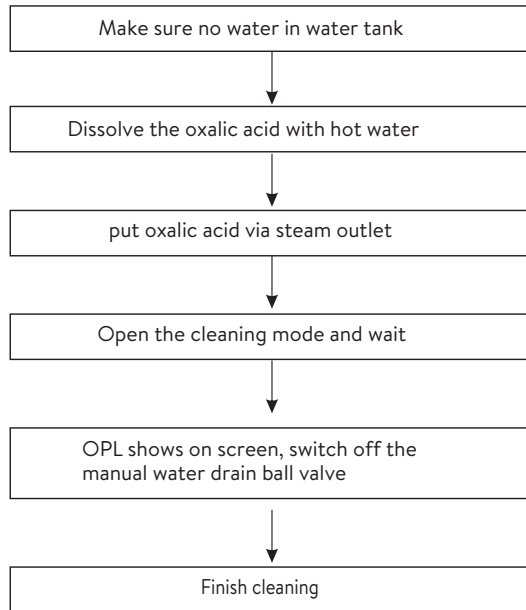 Make sure no water in water tank
Dissolve the oxalic acid with hot water
put oxalic acid via steam outlet
Open the cleaning mode and wait
OPL shows on screen, switch off the
manual water drain ball valve
Finish cleaning